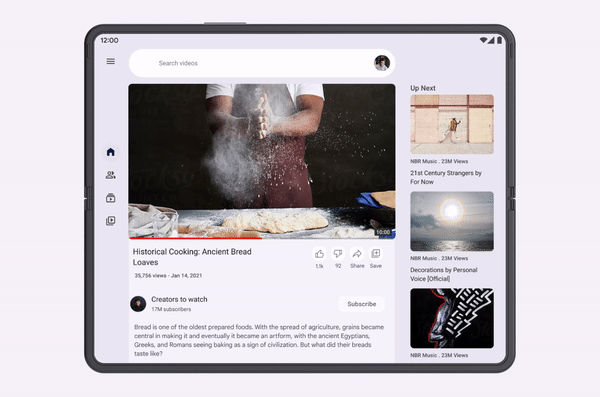 12:00
Search videos
10:00
Historical Cooking: Ancient Bread
Loaves
35,756 views - Jan 14, 2021
1.1k
92
Share
Save
Creators to watch
17M subscribers
Subscribe
Bread is one of the oldest prepared foods. With the spread of agriculture, grains became
central in making it and eventually it became an artform, with the ancient Egyptians,
Greeks, and Romans seeing baking as a sign of civilization. But what did their breads
taste like?
Up Next
NBR Music . 23M Views
21st Century Strangers by
For Now
NBR Music . 23M Views
Decorations by Personal
Voice [Official]
NBR Music . 23M Views